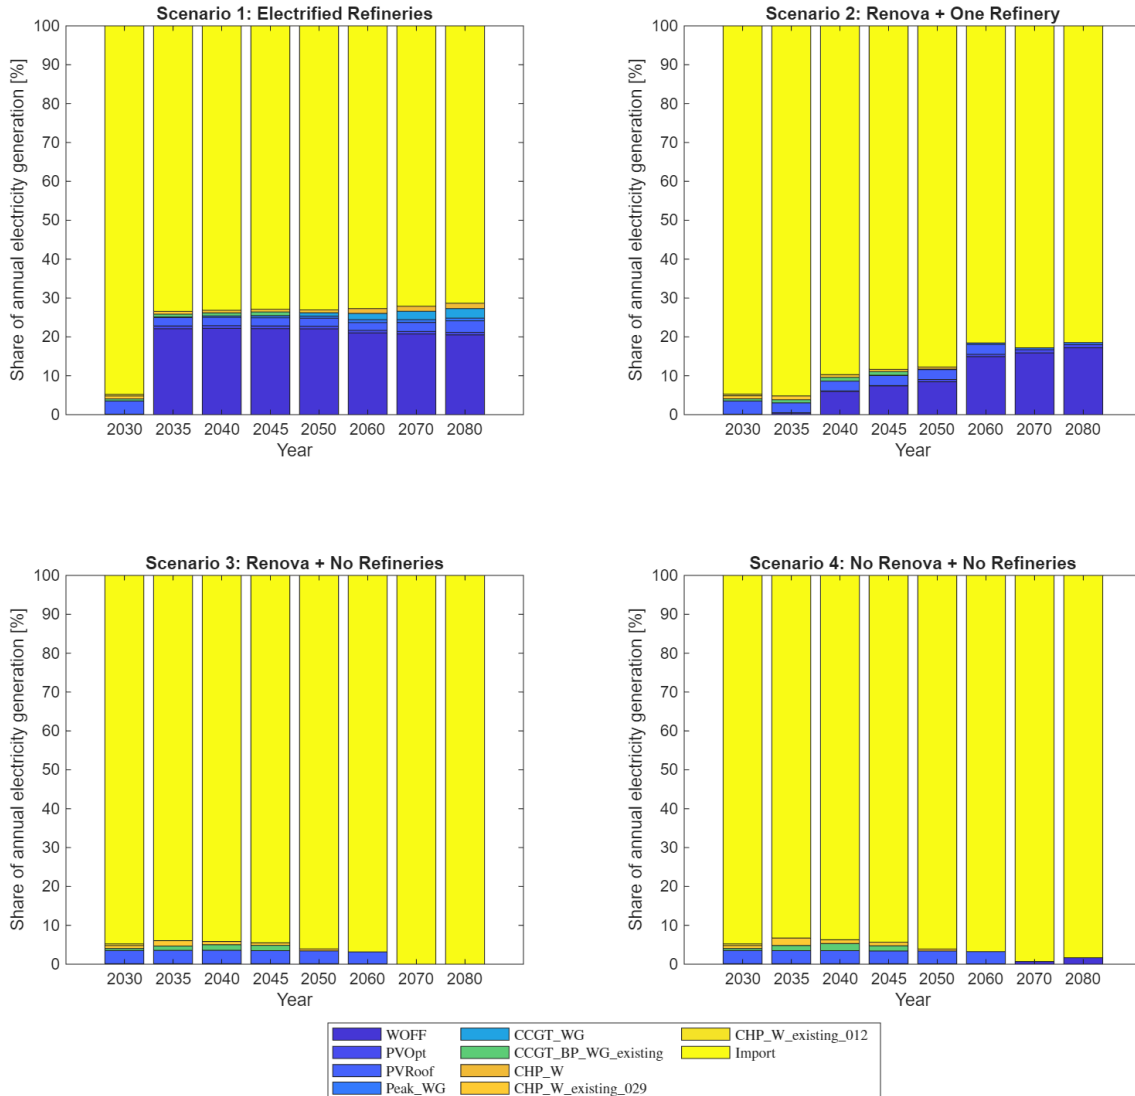 Scenario 1: Electrified Refineries
Share of annual electricity generation [%]
100
90
80
70
60
50
40
30
20
10
0
2030 2035 2040 2045 2050 2060 2070 2080
Year
Scenario 2: Renova + One Refinery
Share of annual electricity generation [%]
100
90
80
70
60
50
40
30
20
10
0
2030 2035 2040 2045 2050 2060 2070 2080
Year
Scenario 3: Renova + No Refineries
Share of annual electricity generation [%]
100
90
80
70
60
50
40
30
20
10
0
2030 2035 2040 2045 2050 2060 2070 2080
Year
Scenario 4: No Renova + No Refineries
Share of annual electricity generation [%]
100
90
80
70
60
50
40
30
20
10
0
2030 2035 2040 2045 2050 2060 2070 2080
Year
WOFF
PVOpt
PVRoof
Peak_WG
CCGT_WG
CCGT_BP_WG_existing
CHP_W
CHP_W_existing_029
CHP_W_existing_012
Import